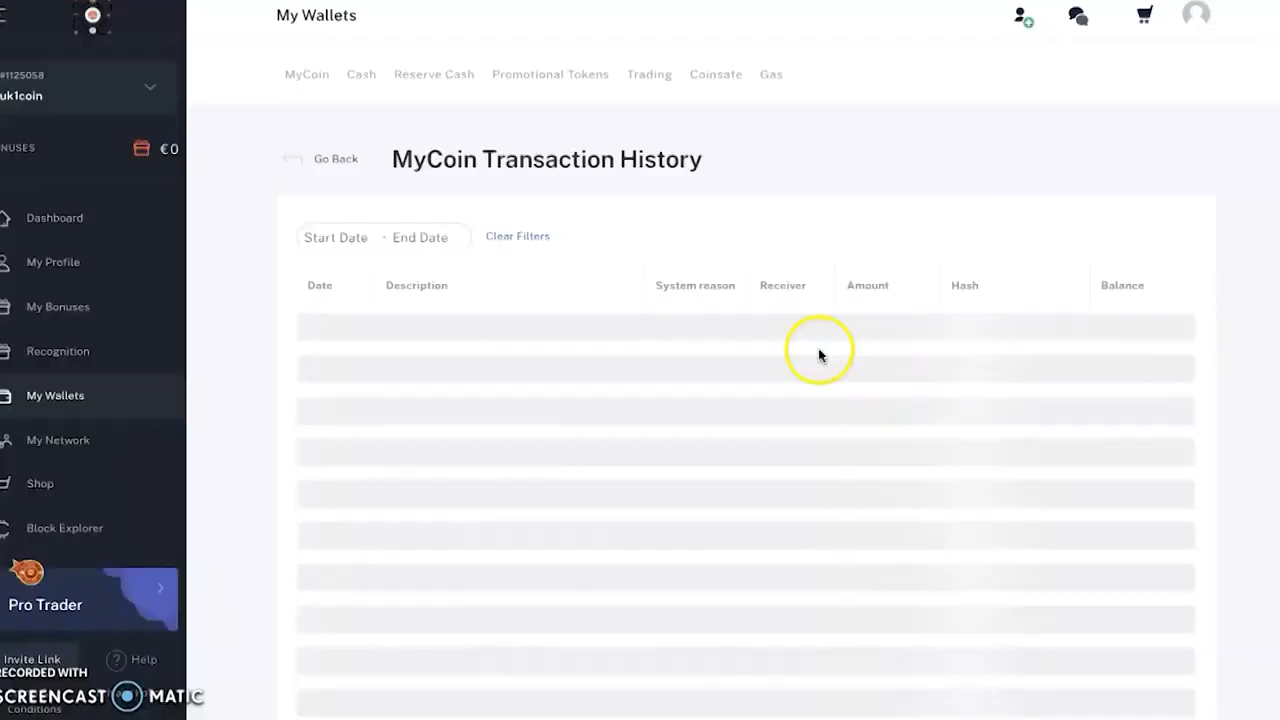 My Wallets
#1125058
uk1coin
MyCoin Cash Reserve Cash Promotional Tokens Trading Coinsafe Gas
NUSES €0
Go Back MyCoin Transaction History
Dashboard
Start Date - End Date Clear Filters
My Profile
Date Description System reason Receiver Amount Hash Balance
My Bonuses
Recognition
My Wallets
My Network
Shop
Block Explorer
Pro Trader
Invite Link ? Help
RECORDED WITH
SCREENCAST MATIC
Conditions